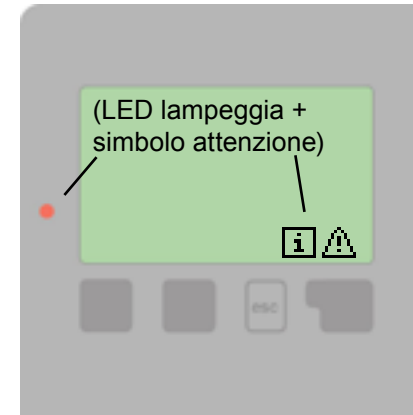 (LED lampeggia +
simbolo attenzione)
i
esc